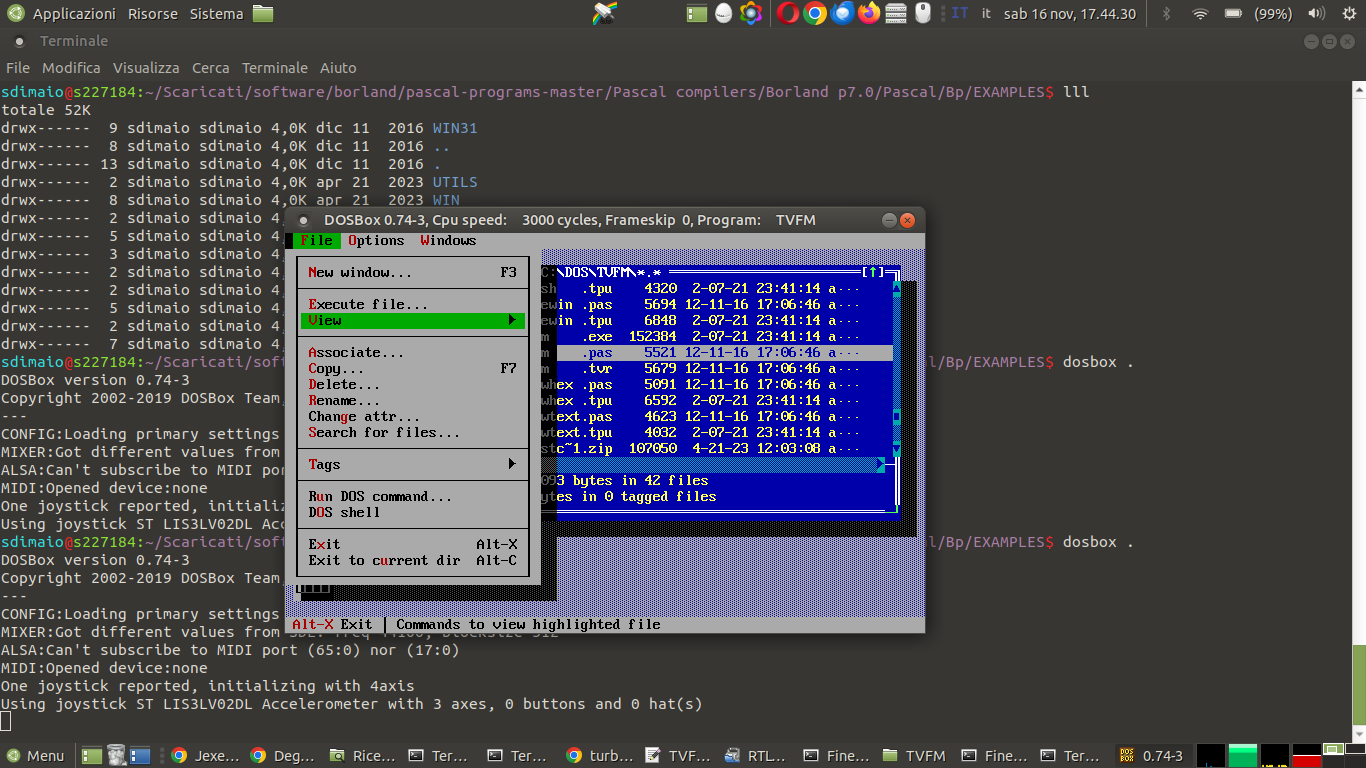 Applicazioni Risorse Sistema IT it sab 16 nov, 17.44.30 (99%)
Terminale
File Modifica Visualizza Cerca Terminale Aiuto
sdimaio@s227184:~/Scaricati/software/borland/pascal-programs-master/Pascal compilers/Borland p7.0/Pascal/Bp/EXAMPLES$ lll
totale 52K
drwx------ 9 sdimaio sdimaio 4,0K dic 11 2016 WIN31
drwx------ 8 sdimaio sdimaio 4,0K dic 11 2016 ..
drwx------ 13 sdimaio sdimaio 4,0K dic 11 2016 .
drwx------ 2 sdimaio sdimaio 4,0K apr 21 2023 UTILS
drwx------ 8 sdimaio sdimaio 4,0K apr 21 2023 WIN
drwx------ 2 sdimaio
drwx------ 5 sdimaio
drwx------ 3 sdimaio
drwx------ 2 sdimaio
drwx------ 2 sdimaio
drwx------ 5 sdimaio
drwx------ 2 sdimaio
drwx------ 7 sdimaio
sdimaio@s227184:~/Scaricati/soft l/Bp/EXAMPLES$ dosbox .
DOSBox version 0.74-3
Copyright 2002-2019 DOSBox Team,
---
CONFIG:Loading primary settings
MIXER:Got different values from
ALSA:Can't subscribe to MIDI por
MIDI:Opened device:none
One joystick reported, initializ
Using joystick ST LIS3LV02DL Acc
sdimaio@s227184:~/Scaricati/soft l/Bp/EXAMPLES$ dosbox .
DOSBox version 0.74-3
Copyright 2002-2019 DOSBox Team
---
CONFIG:Loading primary settings
MIXER:Got different values from
ALSA:Can't subscribe to MIDI port (65:0) nor (17:0)
MIDI:Opened device:none
One joystick reported, initializing with 4axis
Using joystick ST LIS3LV02DL Accelerometer with 3 axes, 0 buttons and 0 hat(s)
DOSBox 0.74-3, Cpu speed: 3000 cycles, Frameskip 0, Program: TVFM
File Options Windows
New window... F3
Execute file...
View
Associate...
Copy... F7
Delete...
Rename...
Change attr...
Search for files...
Tags
Run DOS command...
DOS shell
Exit Alt-X
Exit to current dir Alt-C
C:\DOS\TVFM\*.* [↑]
sh .tpu 4320 2-07-21 23:41:14 a···
ewin .pas 5694 12-11-16 17:06:46 a···
ewin .tpu 6848 2-07-21 23:41:14 a···
m .exe 152384 2-07-21 23:41:14 a···
m .pas 5521 12-11-16 17:06:46 a···
m .tvr 5679 12-11-16 17:06:46 a···
whex .pas 5091 12-11-16 17:06:46 a···
whex .tpu 6592 2-07-21 23:41:14 a···
wtext.pas 4623 12-11-16 17:06:46 a···
wtext.tpu 4032 2-07-21 23:41:14 a···
stc~1.zip 107050 4-21-23 12:03:08 a···
093 bytes in 42 files
ytes in 0 tagged files
Alt-X Exit | Commands to view highlighted file
Menu Jexe... Deg... Rice... Ter... Ter... turb... TVF... RTL... Fine... TVFM Fine... Ter... DOS BOX 0.74-3